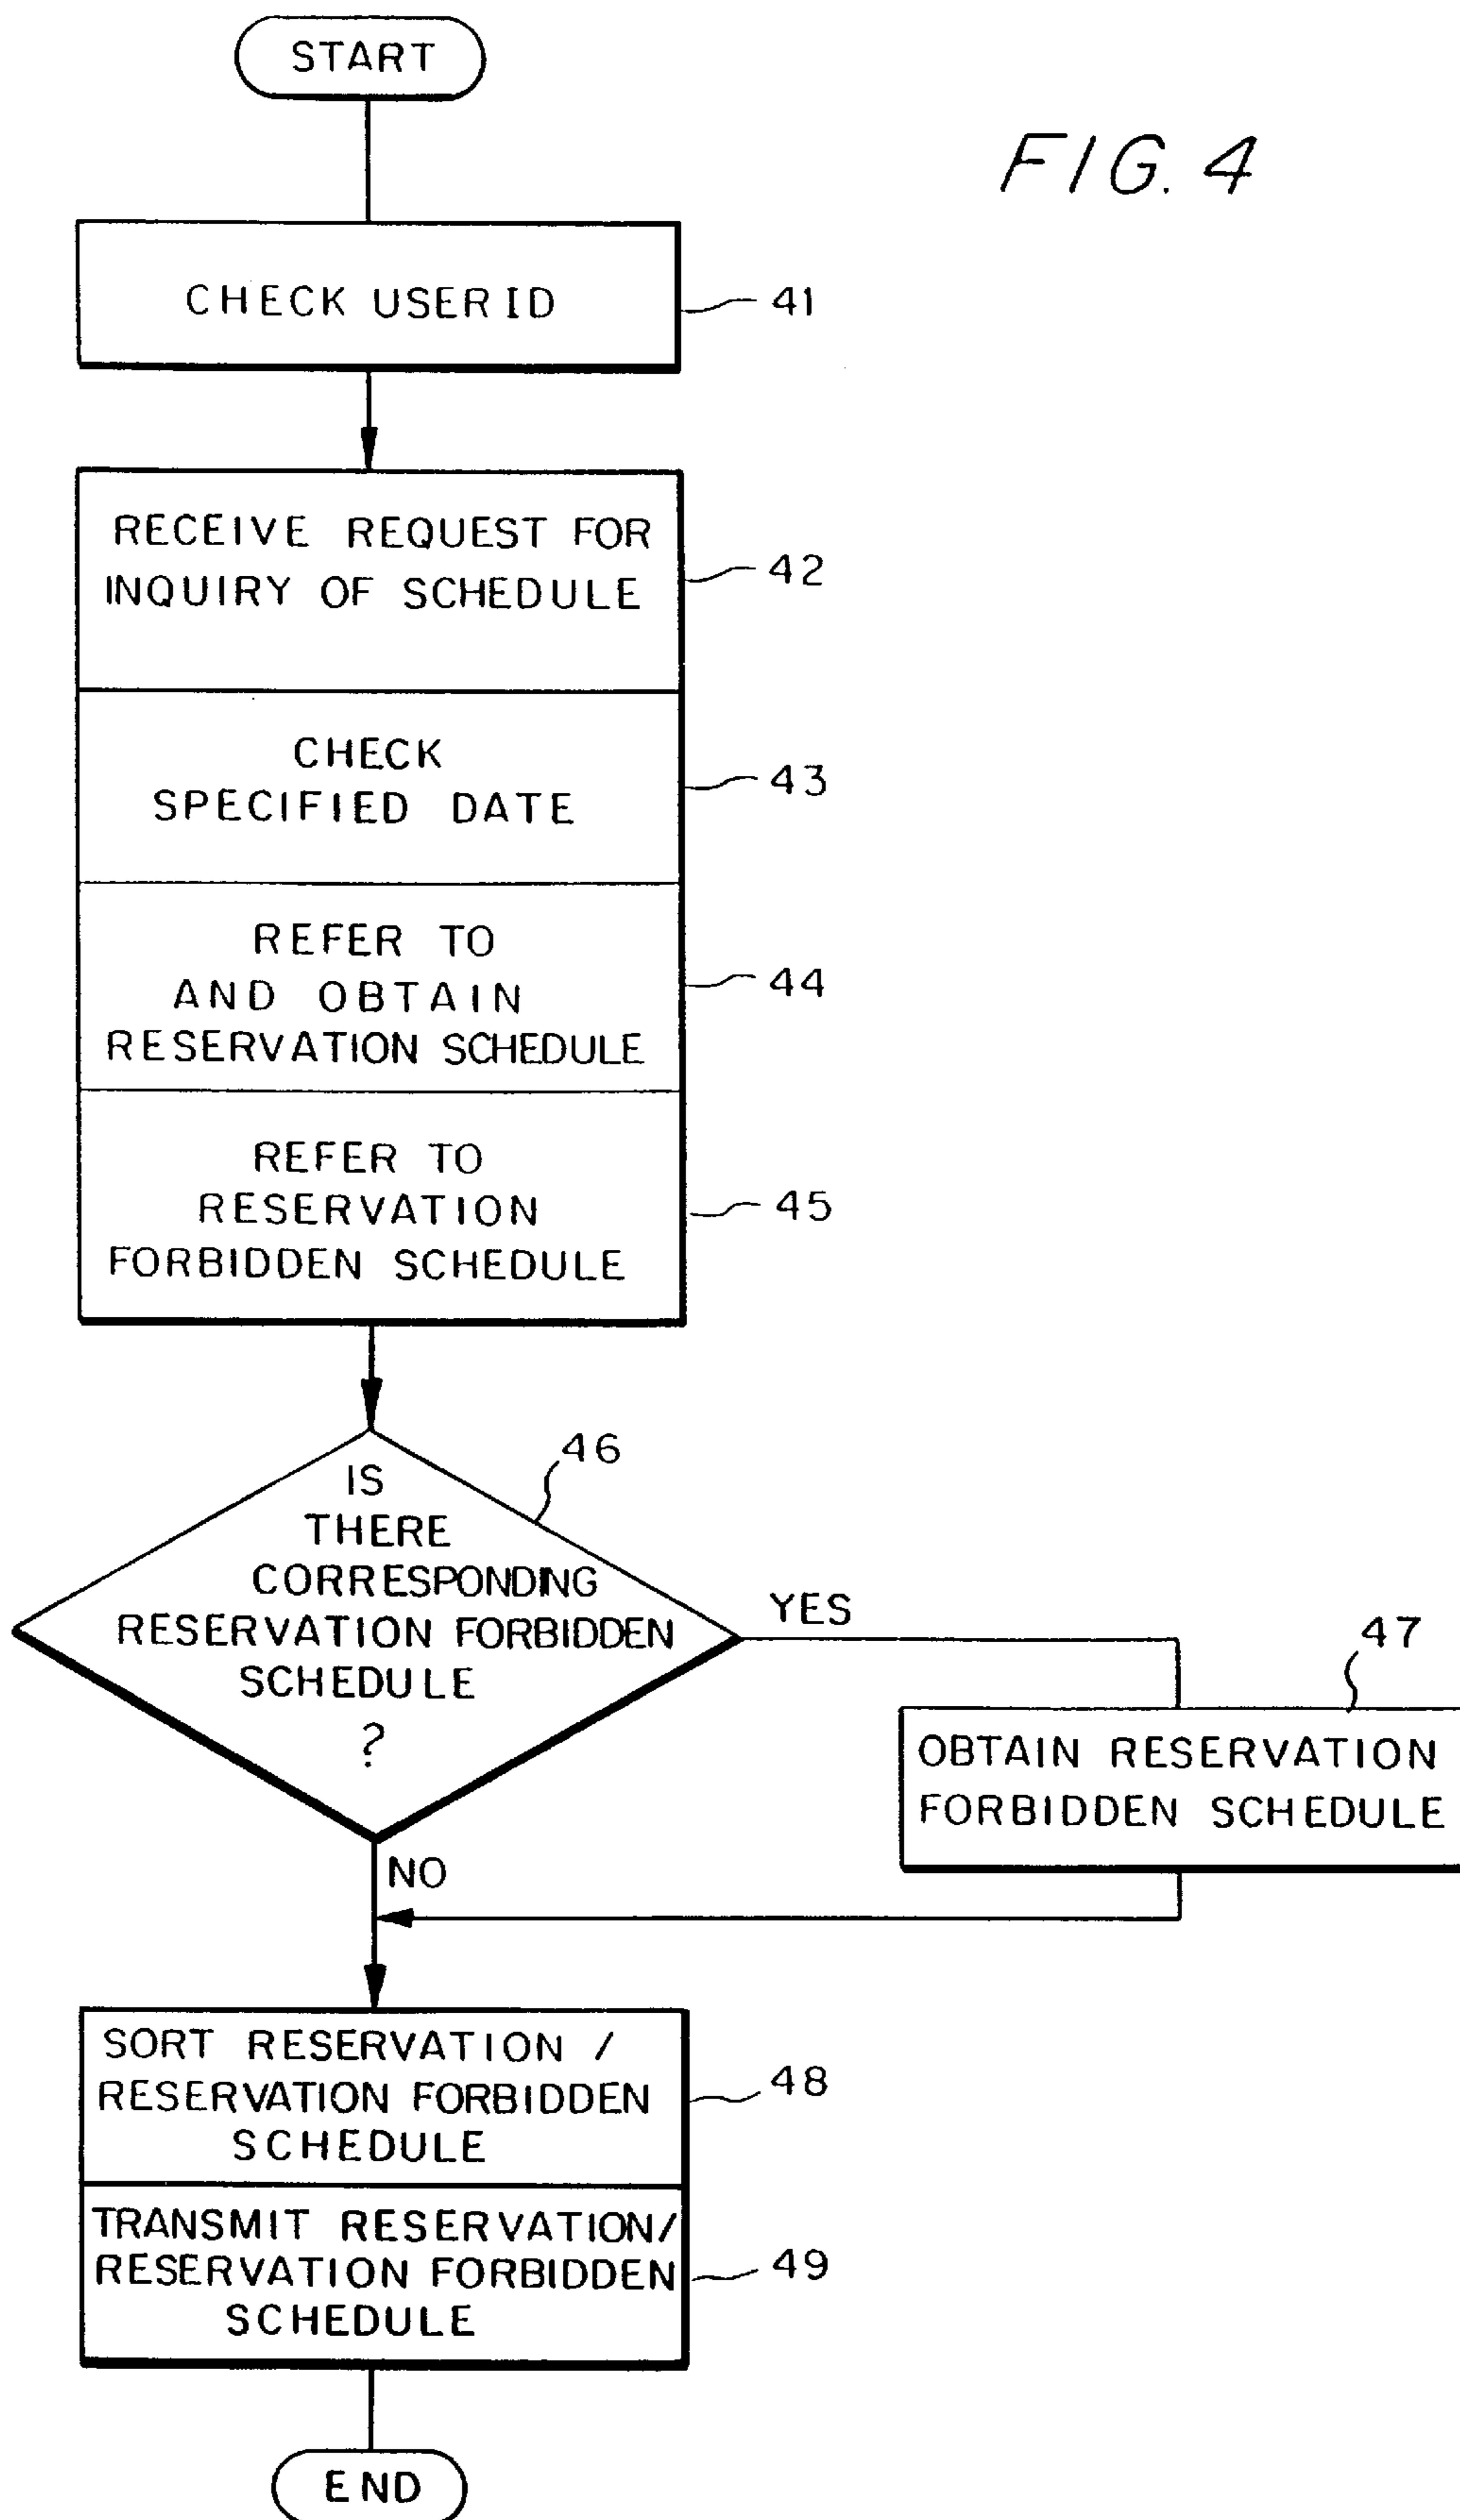 START
FIG. 4
CHECK USER ID
41
RECEIVE REQUEST FOR
INQUIRY OF SCHEDULE
42
CHECK
SPECIFIED DATE
43
REFER TO
AND OBTAIN
RESERVATION SCHEDULE
44
REFER TO
RESERVATION
FORBIDDEN SCHEDULE
45
46
IS
THERE
CORRESPONDING
RESERVATION FORBIDDEN
SCHEDULE
?
YES
47
OBTAIN RESERVATION
FORBIDDEN SCHEDULE
NO
SORT RESERVATION /
RESERVATION FORBIDDEN
SCHEDULE
48
TRANSMIT RESERVATION/
RESERVATION FORBIDDEN
SCHEDULE
49
END